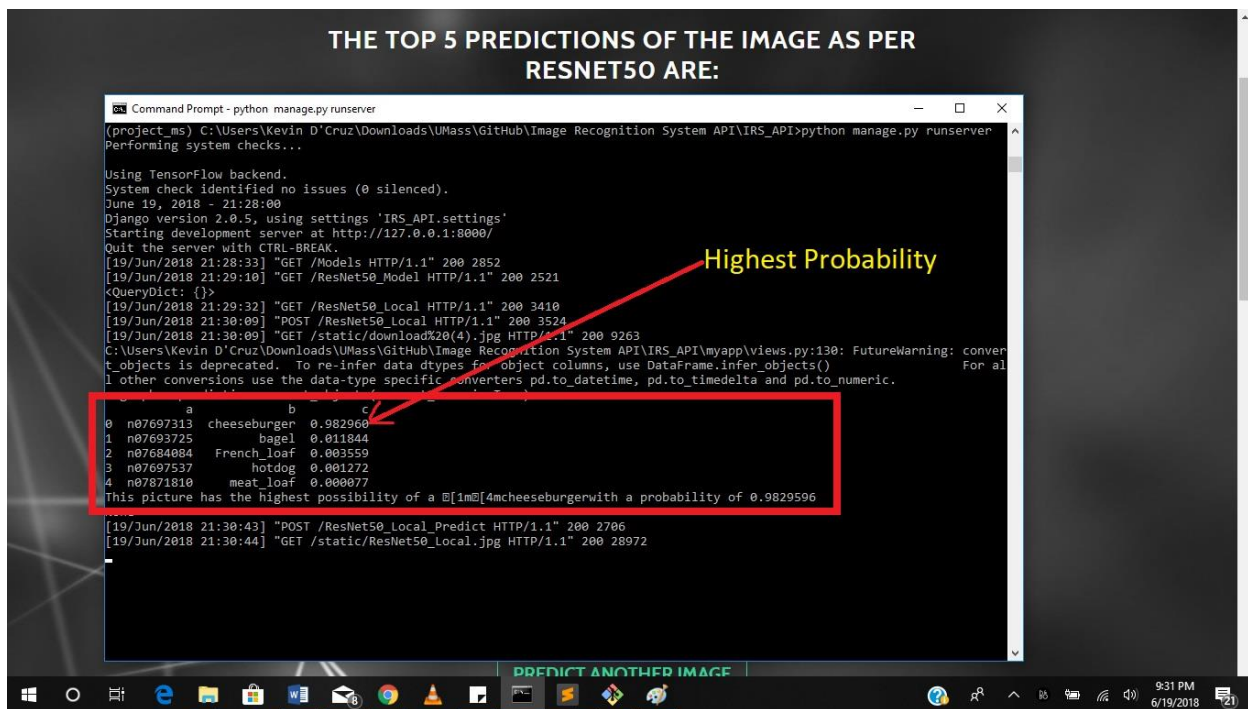 THE TOP 5 PREDICTIONS OF THE IMAGE AS PER
RESNET50 ARE:
Command Prompt - python manage.py runserver
(project_ms) C:\Users\Kevin D'Cruz\Downloads\UMass\GitHub\Image Recognition System API\IRS_API>python manage.py runserver
Performing system checks...
Using TensorFlow backend.
System check identified no issues (0 silenced).
June 19, 2018 - 21:28:00
Django version 2.0.5, using settings 'IRS_API.settings'
Starting development server at http://127.0.0.1:8000/
Quit the server with CTRL-BREAK.
[19/Jun/2018 21:28:33] "GET /Models HTTP/1.1" 200 2852
Highest Probability
[19/Jun/2018 21:29:10] "GET /ResNet50_Model HTTP/1.1" 200 2521
<QueryDict: {}>
[19/Jun/2018 21:29:32] "GET /ResNet50_Local HTTP/1.1" 200 3410
[19/Jun/2018 21:30:09] "POST /ResNet50_Local HTTP/1.1" 200 3524
[19/Jun/2018 21:30:09] "GET /static/download%20(4).jpg HTTP/1.1" 200 9263
C:\Users\Kevin D'Cruz\Downloads\UMass\GitHub\Image Recognition System API\IRS_API\myapp\views.py:130: FutureWarning: conver
t_objects is deprecated. To re-infer data dtypes for object columns, use DataFrame.infer_objects() For al
l other conversions use the data-type specific converters pd.to_datetime, pd.to_timedelta and pd.to_numeric.
a b c
0 n07697313 cheeseburger 0.982960
1 n07693725 bagel 0.011844
2 n07684084 French_loaf 0.003559
3 n07697537 hotdog 0.001272
4 n07871810 meat_loaf 0.000077
This picture has the highest possibility of a [1m[4mcheeseburgerwith a probability of 0.9829596
[19/Jun/2018 21:30:43] "POST /ResNet50_Local_Predict HTTP/1.1" 200 2706
[19/Jun/2018 21:30:44] "GET /static/ResNet50_Local.jpg HTTP/1.1" 200 28972
PREDICT ANOTHER IMAGE
9:31 PM
6/19/2018
21